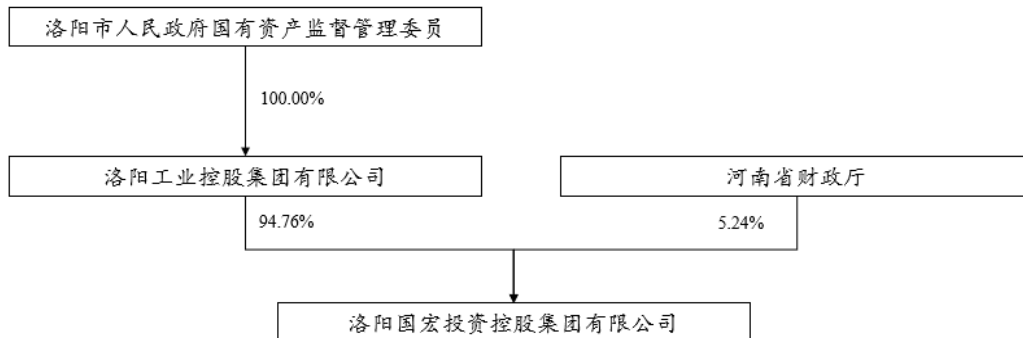 洛阳市人民政府国有资产监督管理委员
100.00%
洛阳工业控股集团有限公司
河南省财政厅
94.76%
5.24%
洛阳国宏投资控股集团有限公司